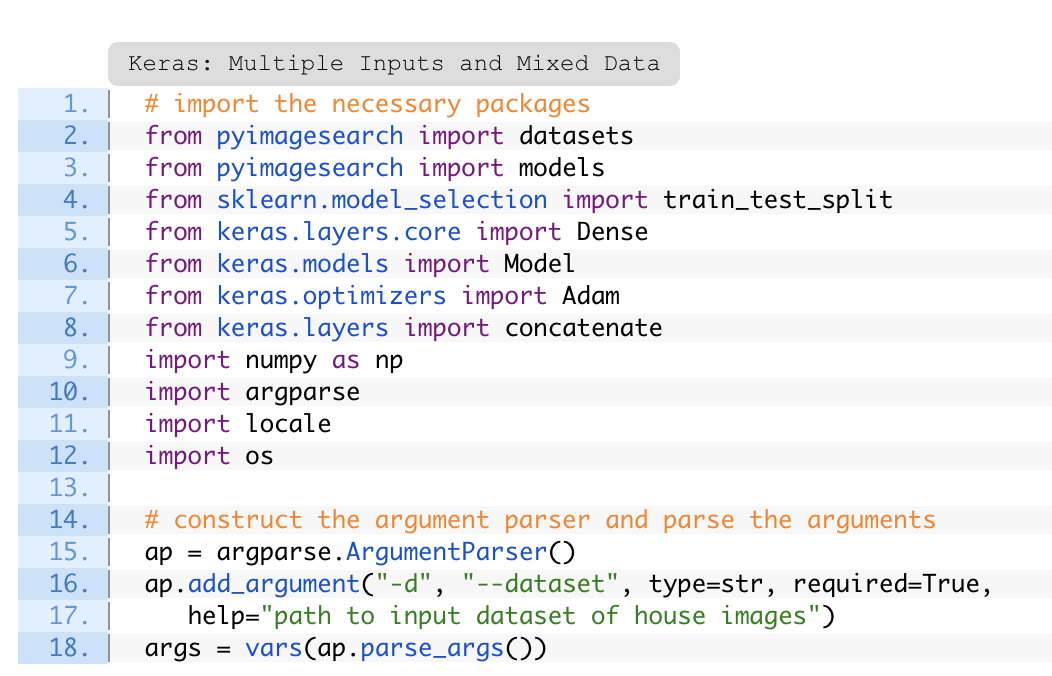 Keras: Multiple Inputs and Mixed Data
1. # import the necessary packages
2. from pyimagesearch import datasets
3. from pyimagesearch import models
4. from sklearn.model_selection import train_test_split
5. from keras.layers.core import Dense
6. from keras.models import Model
7. from keras.optimizers import Adam
8. from keras.layers import concatenate
9. import numpy as np
10. import argparse
11. import locale
12. import os
13.
14. # construct the argument parser and parse the arguments
15. ap = argparse.ArgumentParser()
16. ap.add_argument("-d", "--dataset", type=str, required=True,
17.    help="path to input dataset of house images")
18. args = vars(ap.parse_args())